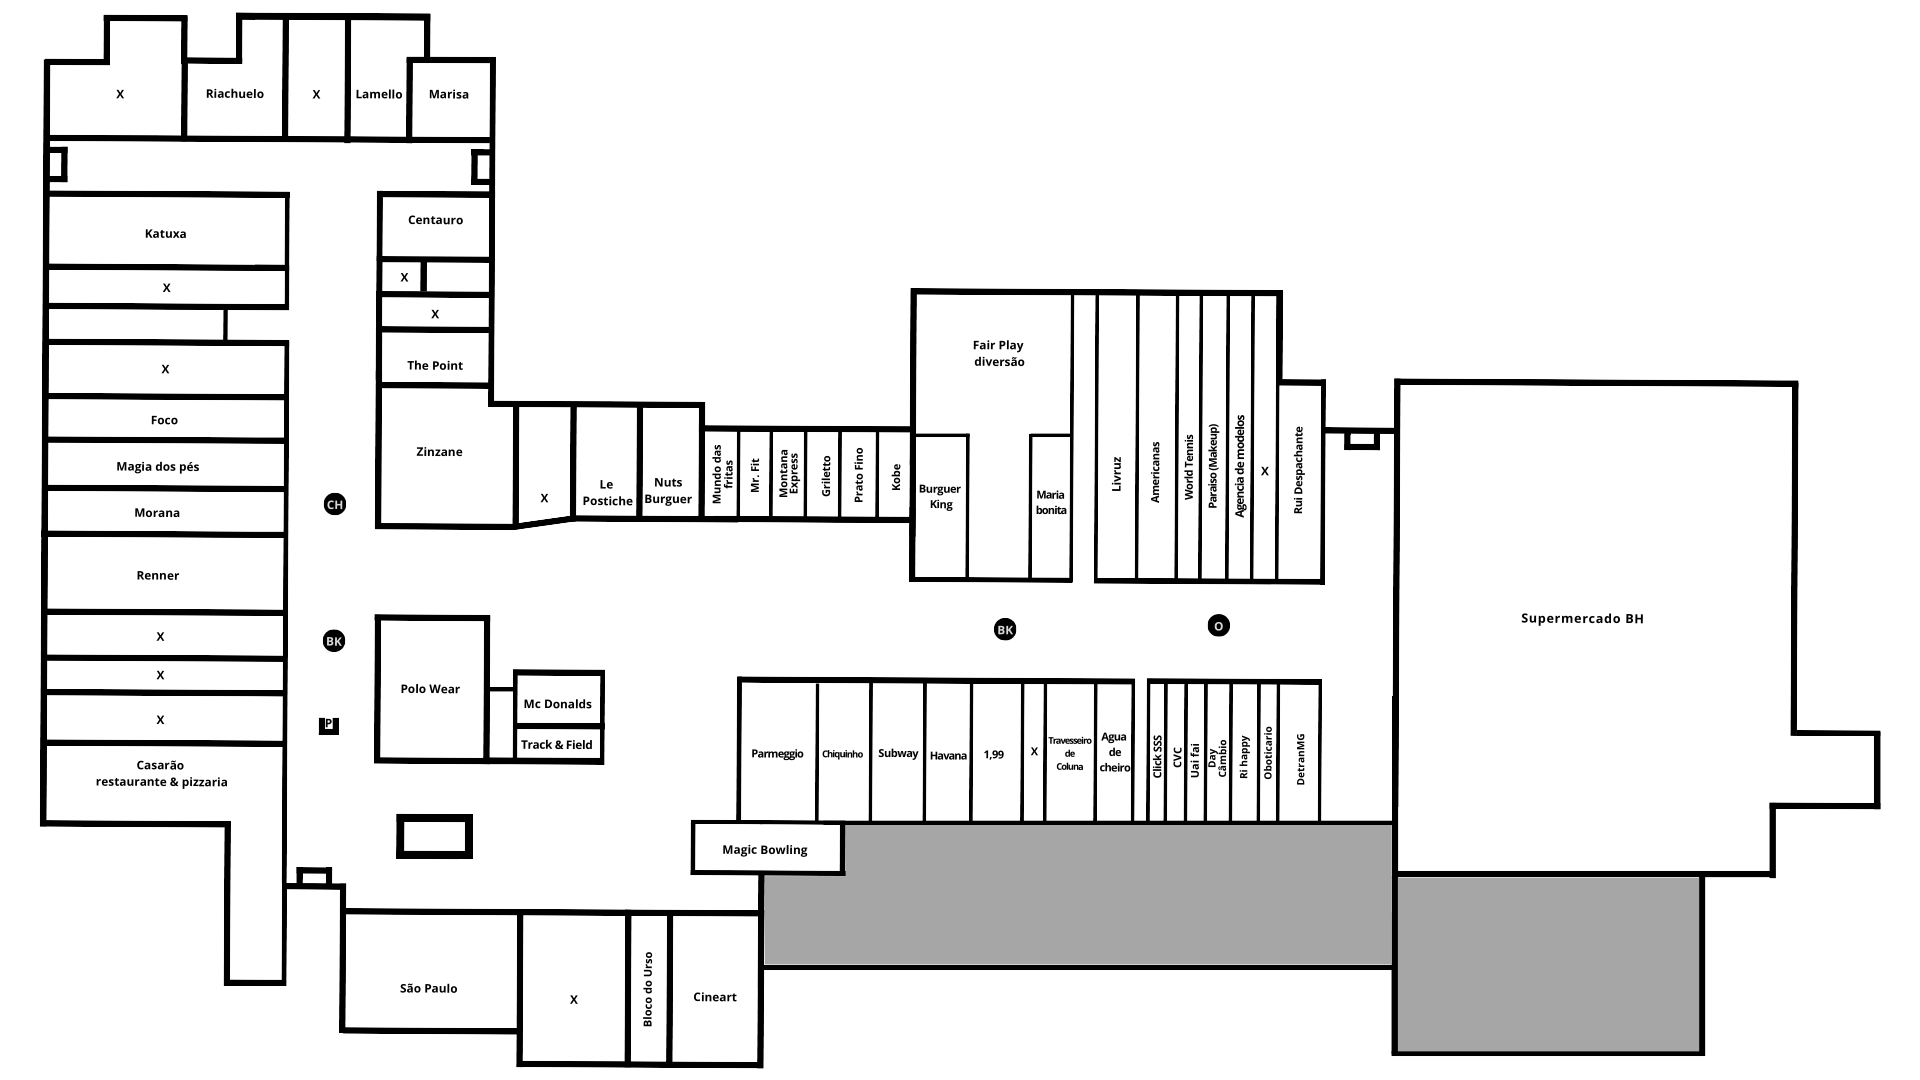 X
Riachuelo
X
Lamello
Marisa
Katuxa
X
X
Foco
Magia dos pés
Morana
Renner
X
X
X
Casarão
restaurante & pizzaria
Centauro
X
X
The Point
Zinzane
X
Le
Postiche
Nuts
Burguer
Mundo das
fritas
Mr. Fit
Montana
Express
Griletto
Prato Fino
Kobe
Fair Play
diversão
Burguer
King
Maria
bonita
Livruz
Americanas
World Tennis
Paraiso (Makeup)
Agencia de modelos
X
Rui Despachante
Supermercado BH
CH
BK
P
BK
O
Polo Wear
Mc Donalds
Track & Field
Parmeggio
Chiquinho
Subway
Havana
1,99
X
Travesseiro
de
Coluna
Agua
de
cheiro
Click SSS
CVC
Uai fai
Day
Câmbio
Ri happy
Oboticario
DetranMG
Magic Bowling
São Paulo
X
Bloco do Urso
Cineart